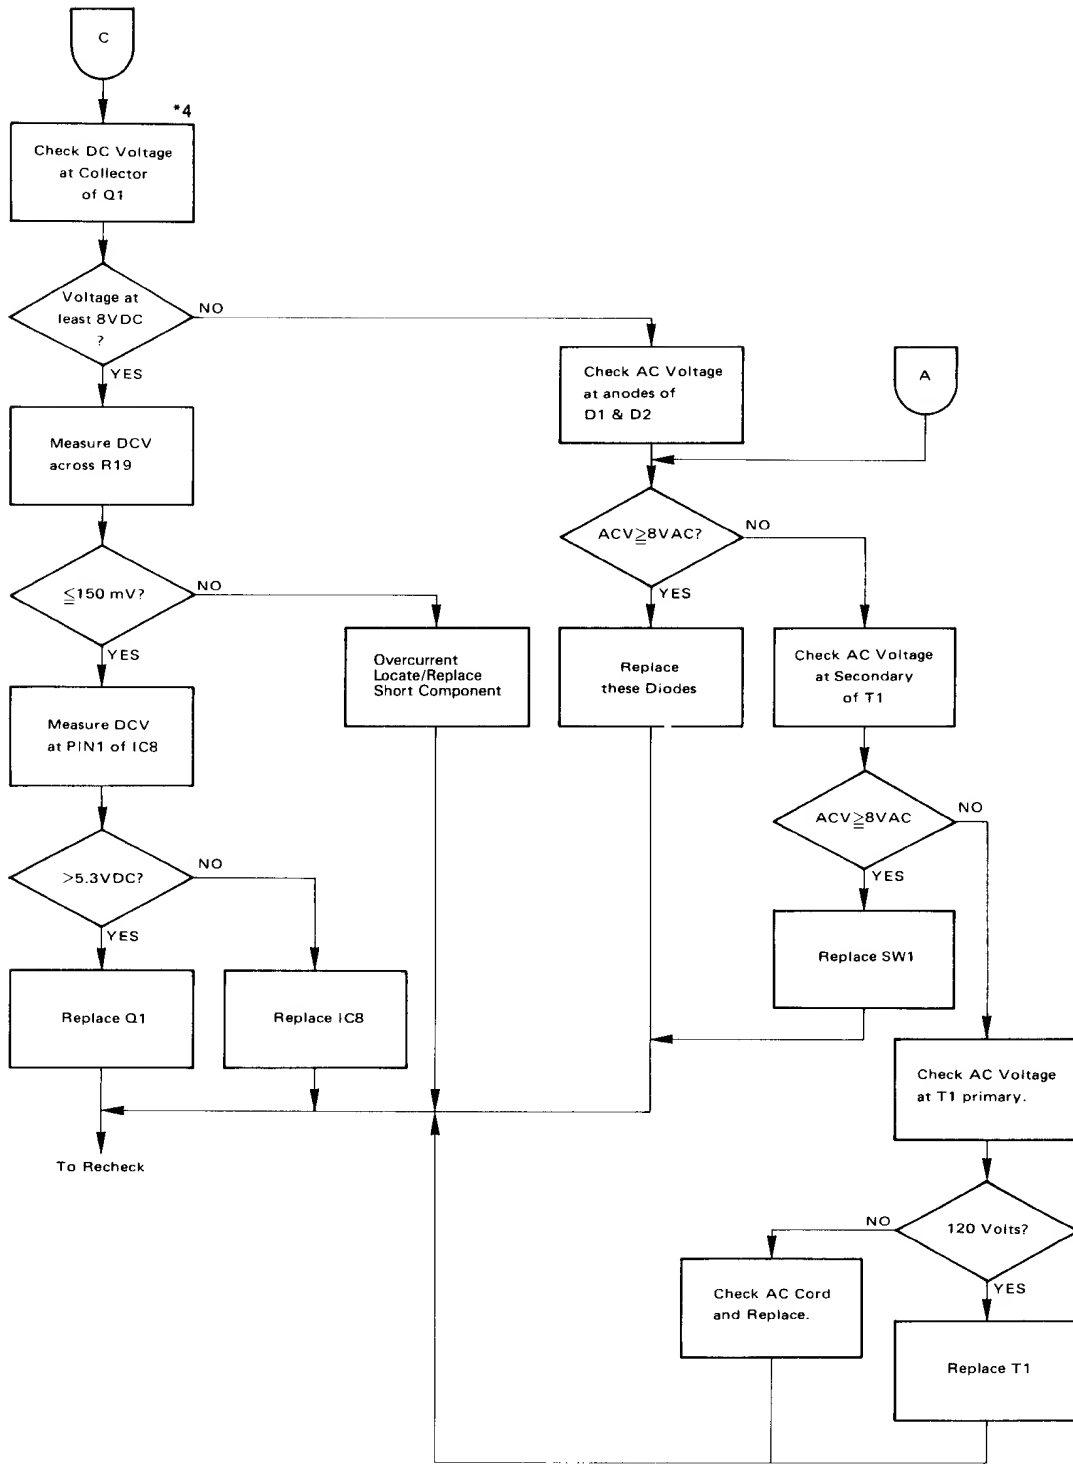 C
*4
Check DC Voltage
at Collector
of Q1
Voltage at
least 8VDC
?
NO
YES
Check AC Voltage
at anodes of
D1 & D2
A
Measure DCV
across R19
ACV≧8VAC?
NO
YES
≦150 mV?
NO
YES
Overcurrent
Locate/Replace
Short Component
Replace
these Diodes
Check AC Voltage
at Secondary
of T1
Measure DCV
at PIN1 of IC8
ACV≧8VAC
NO
YES
>5.3VDC?
NO
YES
Replace SW1
Replace Q1
Replace IC8
Check AC Voltage
at T1 primary.
To Recheck
120 Volts?
NO
YES
Check AC Cord
and Replace.
Replace T1